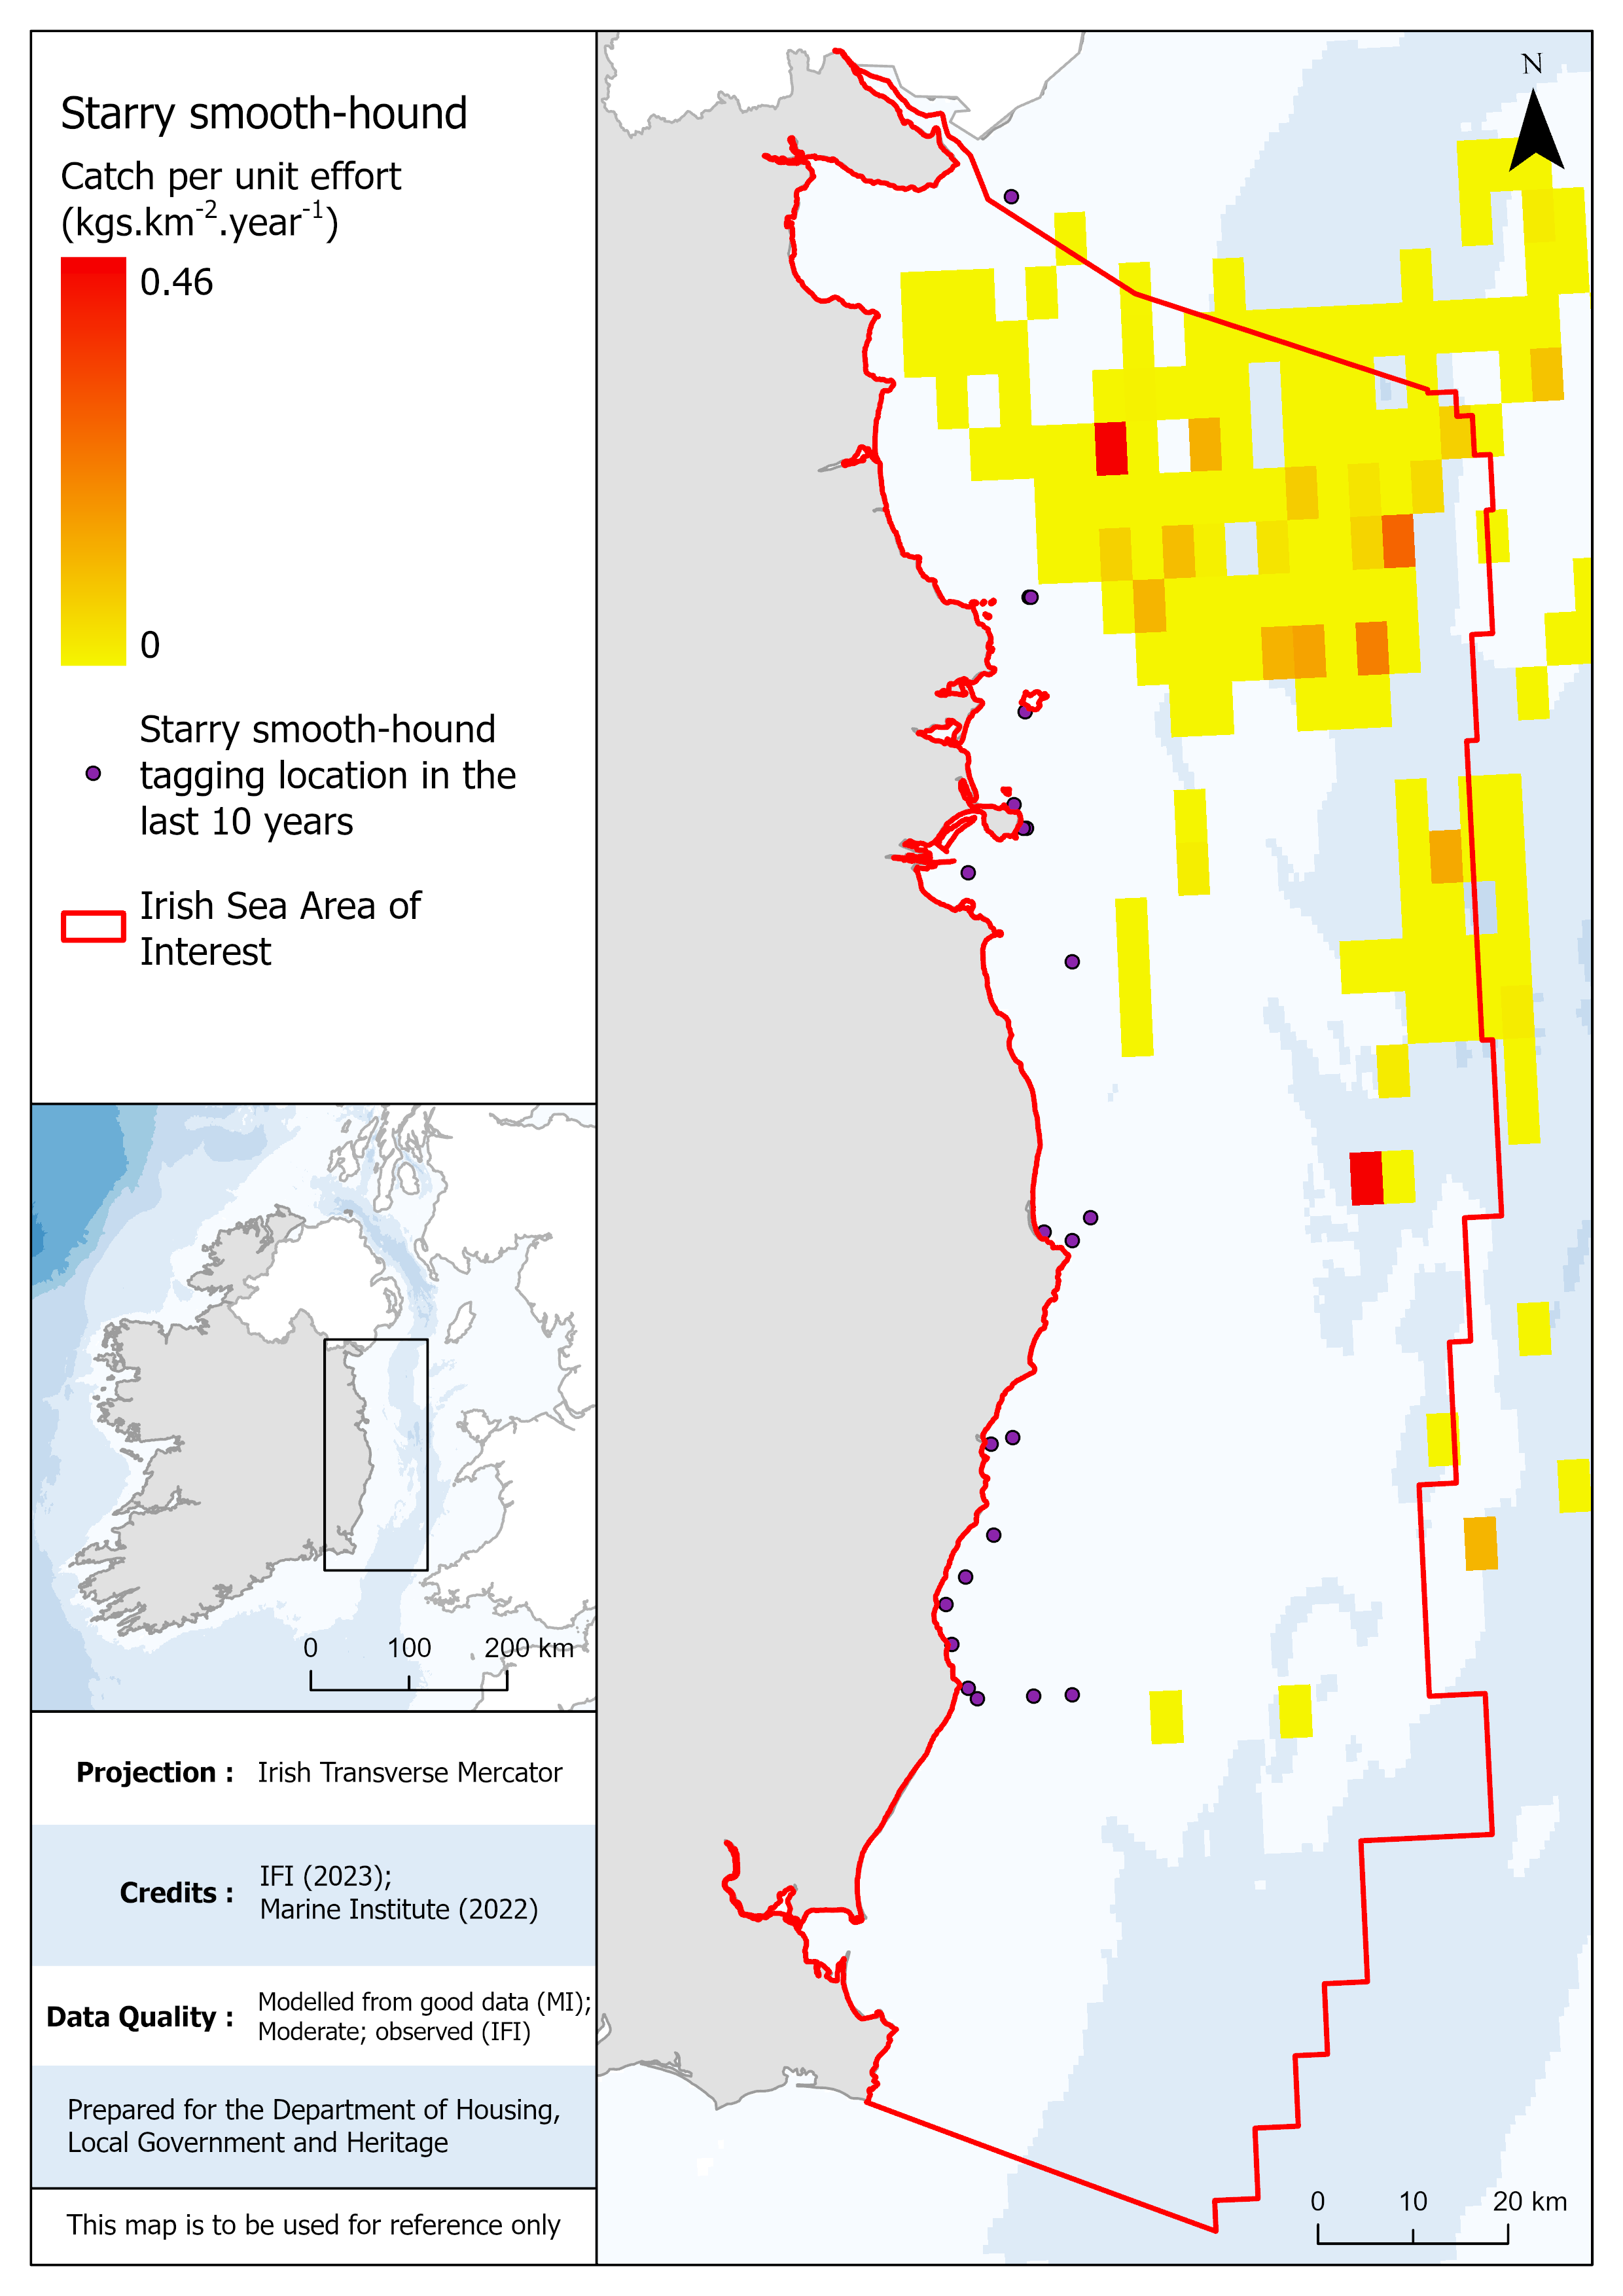 Starry smooth-hound
Catch per unit effort
(kgs.km-2.year-1)
0.46
0
Starry smooth-hound
tagging location in the
last 10 years
Irish Sea Area of
Interest
0 100 200 km
Projection : Irish Transverse Mercator
Credits : IFI (2023);
Marine Institute (2022)
Data Quality : Modelled from good data (MI);
Moderate; observed (IFI)
Prepared for the Department of Housing,
Local Government and Heritage
This map is to be used for reference only
N
0 10 20 km